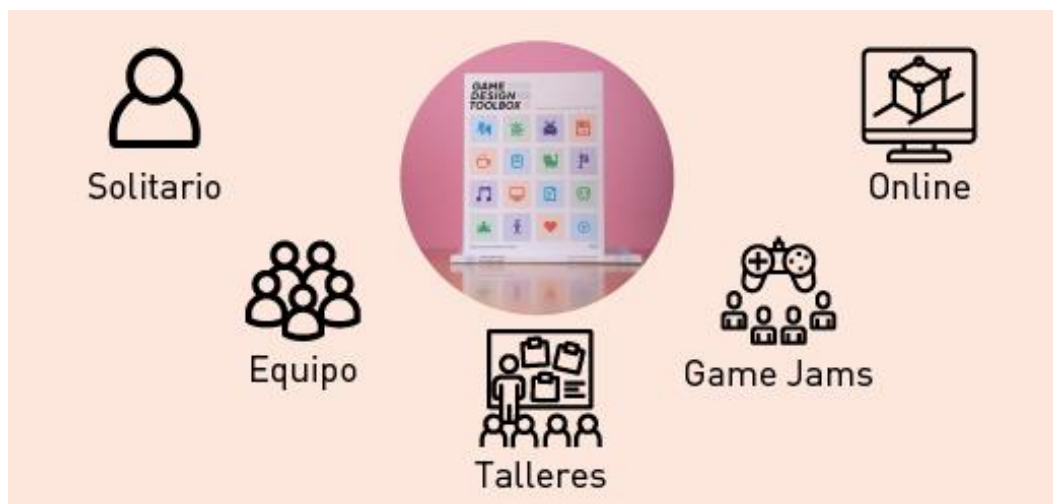 Solitario
GAME
DESIGN
TOOLBOX
Online
Equipo
Game Jams
Talleres